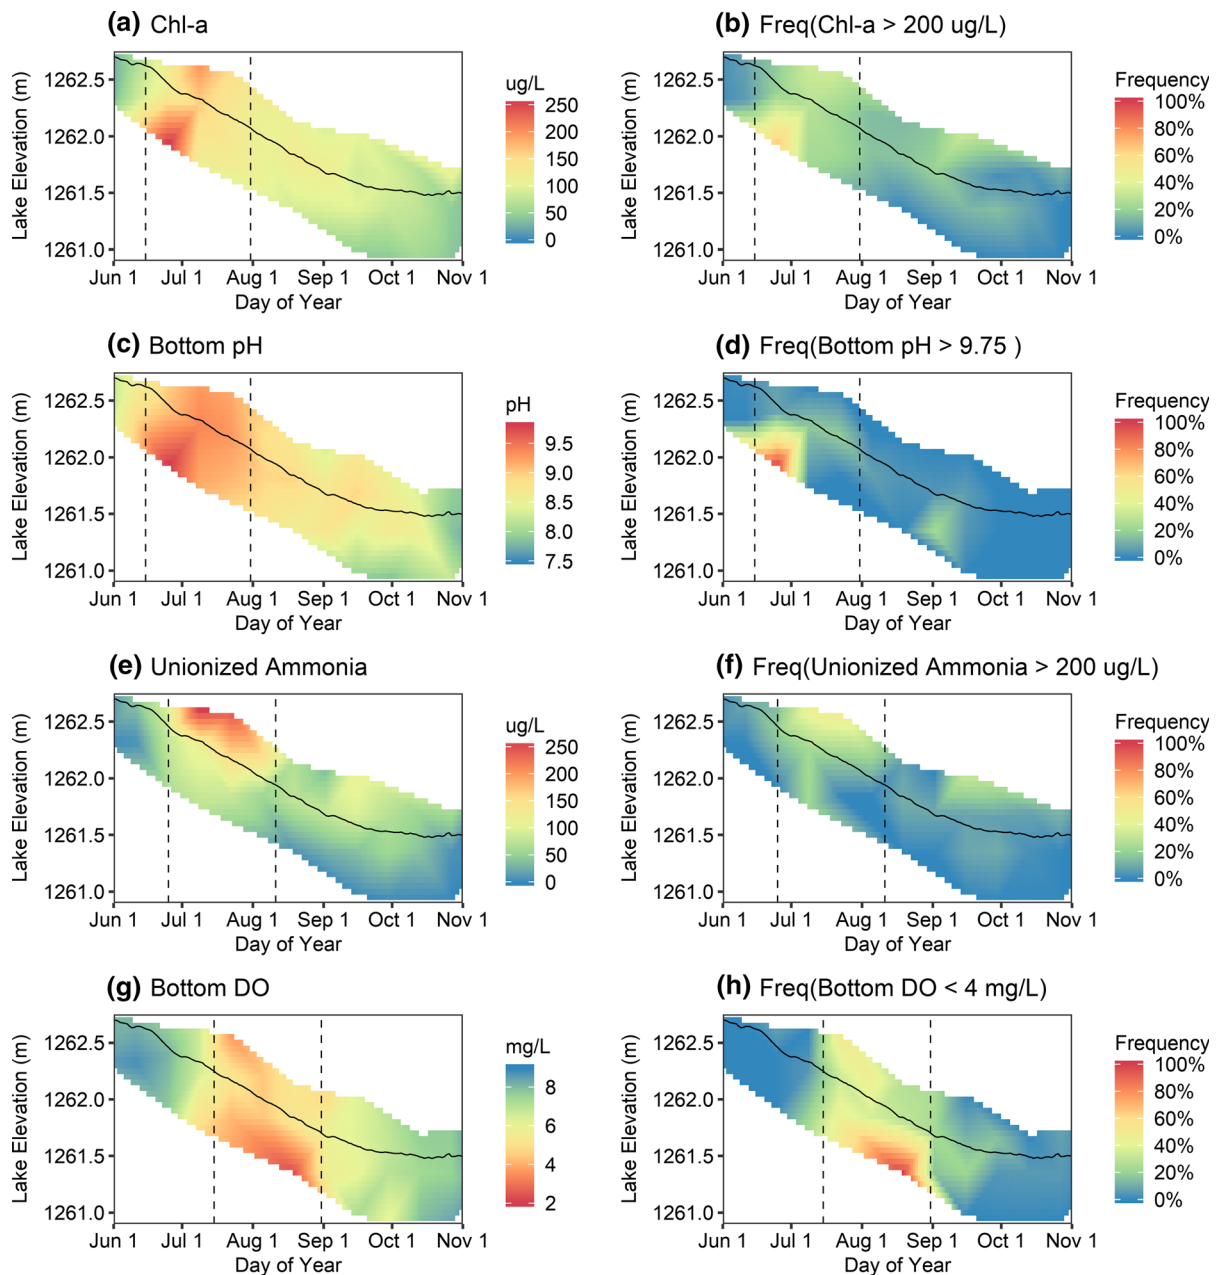 (a) Chl-a
Lake Elevation (m)
1262.5
1262.0
1261.5
1261.0
Jun 1 Jul 1 Aug 1 Sep 1 Oct 1 Nov 1
Day of Year
ug/L
250
200
150
100
50
0
(b) Freq(Chl-a > 200 ug/L)
Lake Elevation (m)
1262.5
1262.0
1261.5
1261.0
Jun 1 Jul 1 Aug 1 Sep 1 Oct 1 Nov 1
Day of Year
Frequency
100%
80%
60%
40%
20%
0%
(c) Bottom pH
Lake Elevation (m)
1262.5
1262.0
1261.5
1261.0
Jun 1 Jul 1 Aug 1 Sep 1 Oct 1 Nov 1
Day of Year
pH
9.5
9.0
8.5
8.0
7.5
(d) Freq(Bottom pH > 9.75 )
Lake Elevation (m)
1262.5
1262.0
1261.5
1261.0
Jun 1 Jul 1 Aug 1 Sep 1 Oct 1 Nov 1
Day of Year
Frequency
100%
80%
60%
40%
20%
0%
(e) Unionized Ammonia
Lake Elevation (m)
1262.5
1262.0
1261.5
1261.0
Jun 1 Jul 1 Aug 1 Sep 1 Oct 1 Nov 1
Day of Year
ug/L
250
200
150
100
50
0
(f) Freq(Unionized Ammonia > 200 ug/L)
Lake Elevation (m)
1262.5
1262.0
1261.5
1261.0
Jun 1 Jul 1 Aug 1 Sep 1 Oct 1 Nov 1
Day of Year
Frequency
100%
80%
60%
40%
20%
0%
(g) Bottom DO
Lake Elevation (m)
1262.5
1262.0
1261.5
1261.0
Jun 1 Jul 1 Aug 1 Sep 1 Oct 1 Nov 1
Day of Year
mg/L
8
6
4
2
(h) Freq(Bottom DO < 4 mg/L)
Lake Elevation (m)
1262.5
1262.0
1261.5
1261.0
Jun 1 Jul 1 Aug 1 Sep 1 Oct 1 Nov 1
Day of Year
Frequency
100%
80%
60%
40%
20%
0%